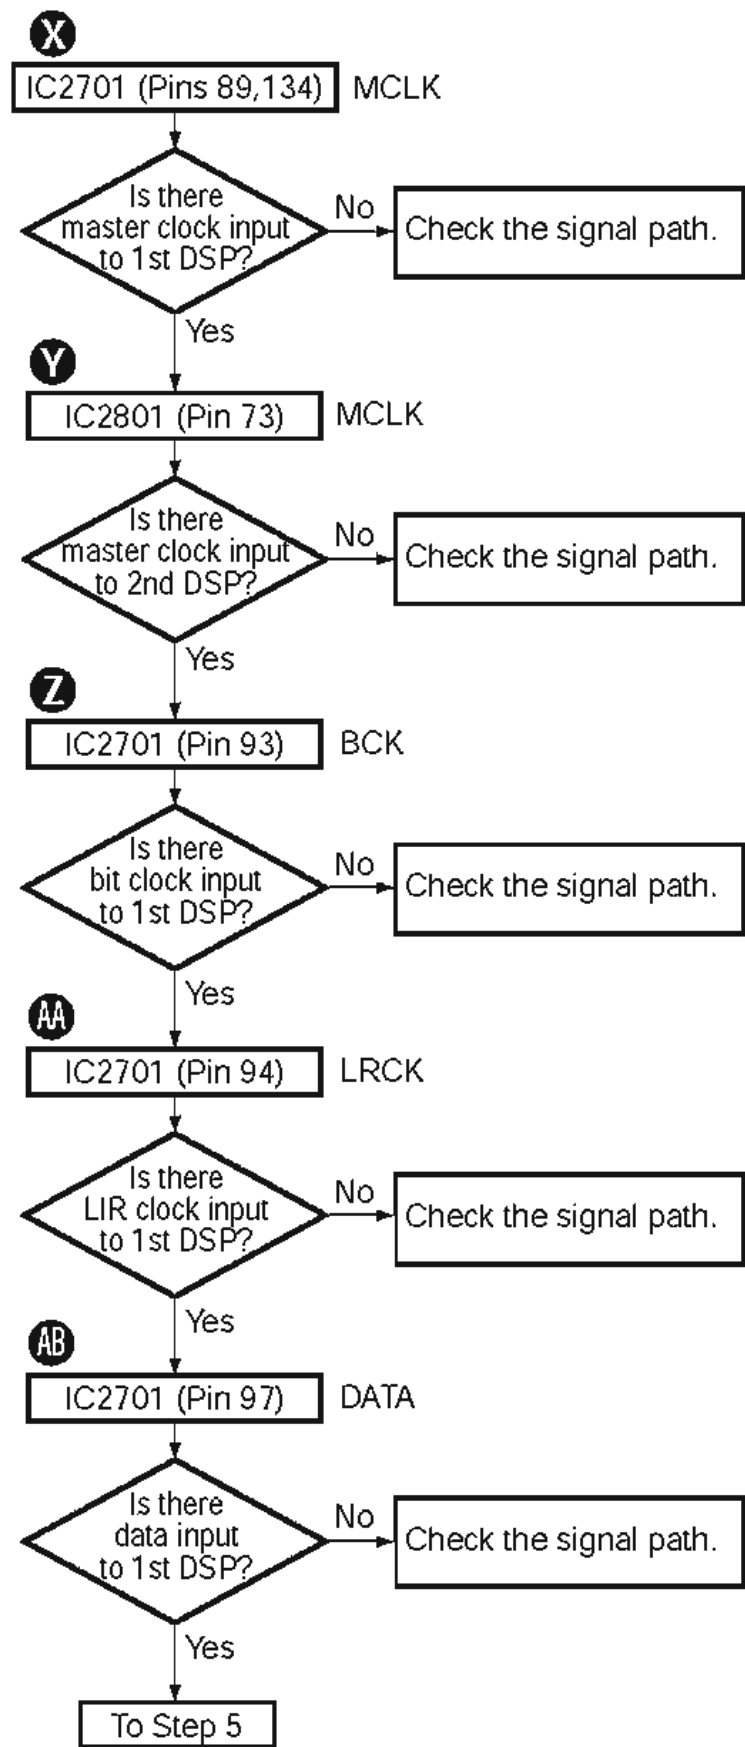 X
IC2701 (Pins 89,134) MCLK
Is there
master clock input
to 1st DSP?
No
Check the signal path.
Yes
Y
IC2801 (Pin 73) MCLK
Is there
master clock input
to 2nd DSP?
No
Check the signal path.
Yes
Z
IC2701 (Pin 93) BCK
Is there
bit clock input
to 1st DSP?
No
Check the signal path.
Yes
AA
IC2701 (Pin 94) LRCK
Is there
LIR clock input
to 1st DSP?
No
Check the signal path.
Yes
AB
IC2701 (Pin 97) DATA
Is there
data input
to 1st DSP?
No
Check the signal path.
Yes
To Step 5